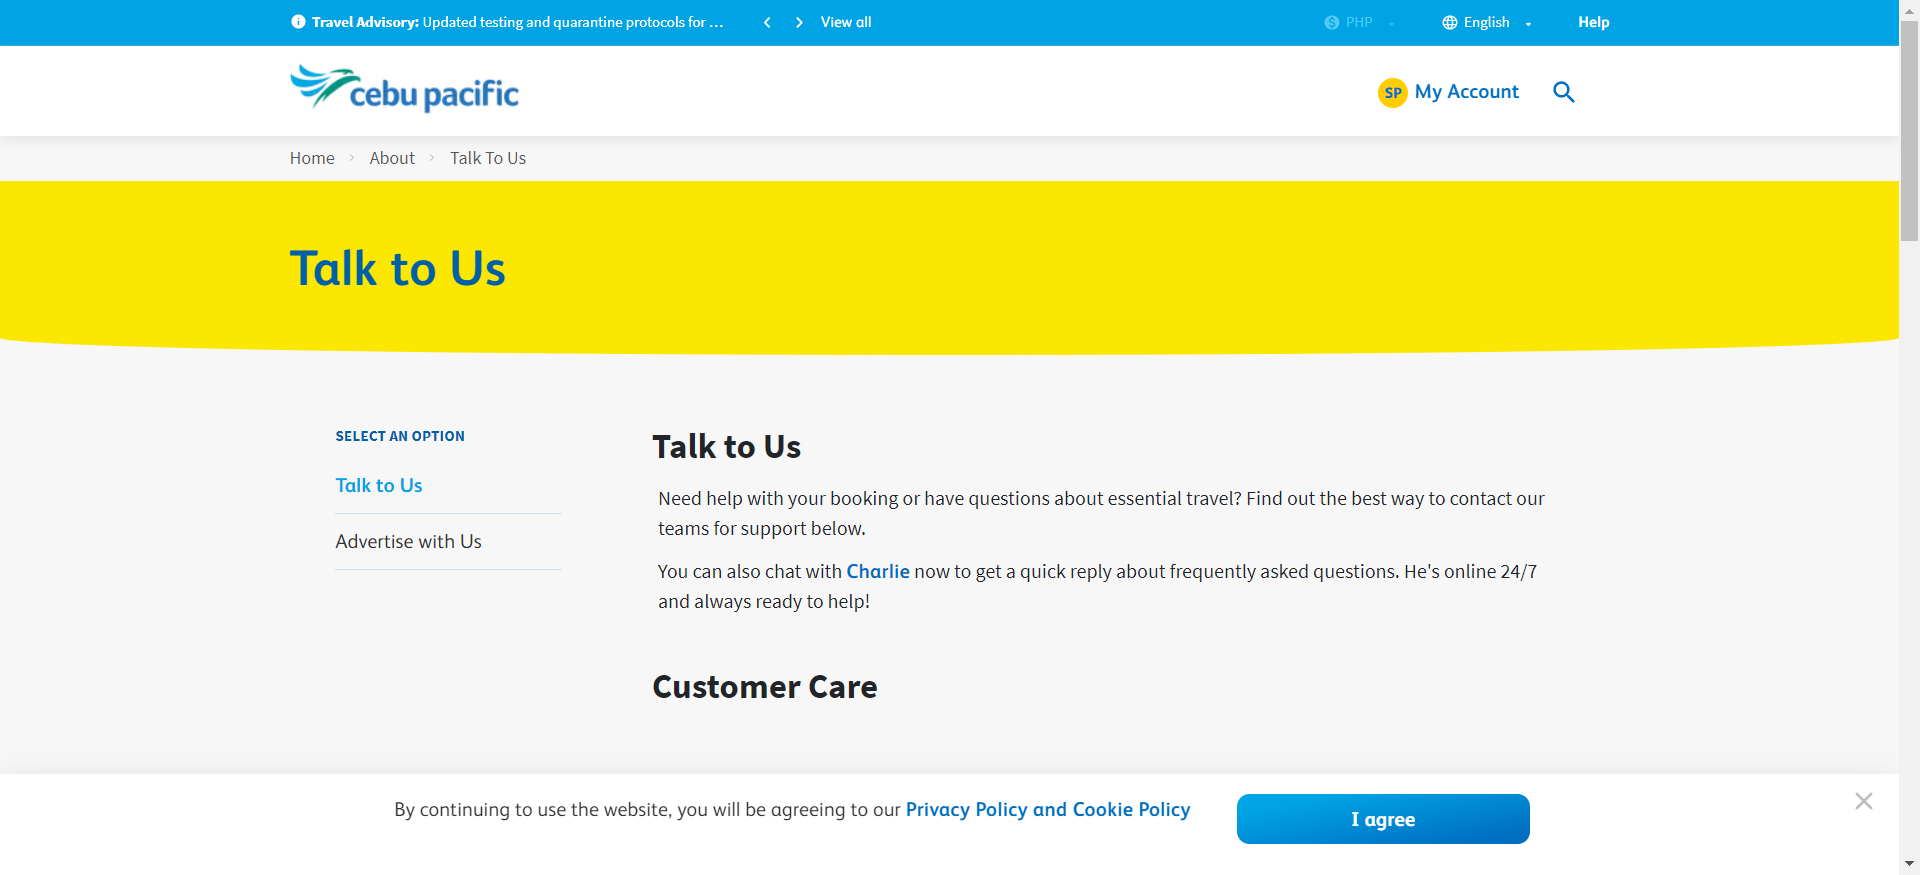 Travel Advisory: Updated testing and quarantine protocols for ...
View all
PHP
English
Help
cebu pacific
SP My Account
Home
About
Talk To Us
Talk to Us
SELECT AN OPTION
Talk to Us
Advertise with Us
Talk to Us
Need help with your booking or have questions about essential travel? Find out the best way to contact our
teams for support below.
You can also chat with Charlie now to get a quick reply about frequently asked questions. He's online 24/7
and always ready to help!
Customer Care
By continuing to use the website, you will be agreeing to our Privacy Policy and Cookie Policy
I agree